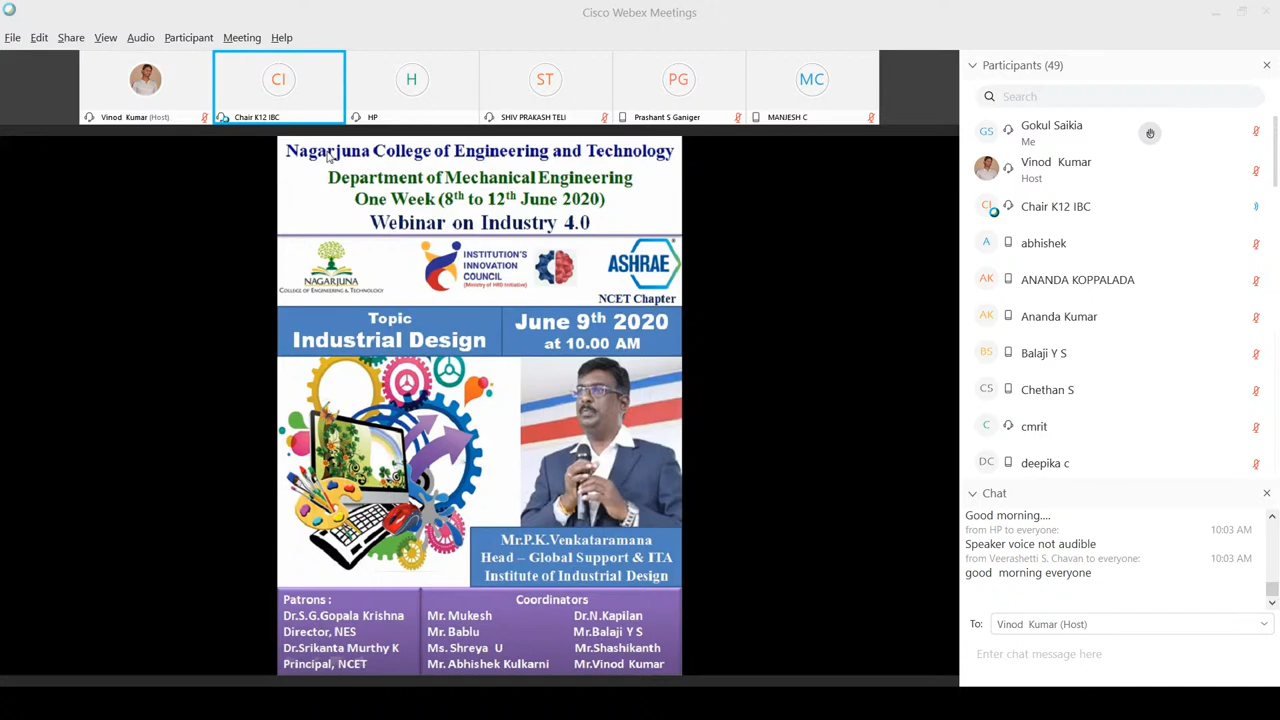 Cisco Webex Meetings
File Edit Share View Audio Participant Meeting Help
Vinod Kumar (Host)
CI
Chair K12 IBC
H
HP
ST
SHIV PRAKASH TELI
PG
Prashant S Ganiger
MC
MANJESH C
Nagarjuna College of Engineering and Technology
Department of Mechanical Engineering
One Week (8th to 12th June 2020)
Webinar on Industry 4.0
NAGARJUNA
COLLEGE OF ENGINEERING & TECHNOLOGY
INSTITUTION'S
INNOVATION
COUNCIL
(Ministry of HRD Initiative)
ASHRAE
NCET Chapter
Topic
Industrial Design
June 9th 2020
at 10.00 AM
Mr.P.K.Venkataramana
Head – Global Support & ITA
Institute of Industrial Design
Patrons :
Dr.S.G.Gopala Krishna
Director, NES
Dr.Srikanta Murthy K
Principal, NCET
Coordinators
Mr. Mukesh Dr.N.Kapilan
Mr. Bablu Mr.Balaji Y S
Ms. Shreya U Mr.Shashikanth
Mr. Abhishek Kulkarni Mr.Vinod Kumar
Participants (49)
Search
GS Gokul Saikia
Me
Vinod Kumar
Host
CI Chair K12 IBC
A abhishek
AK ANANDA KOPPALADA
AK Ananda Kumar
BS Balaji Y S
CS Chethan S
C cmrit
DC deepika c
Chat
Good morning....
from HP to everyone: 10:03 AM
Speaker voice not audible
from Veerashetti S. Chavan to everyone: 10:03 AM
good morning everyone
To: Vinod Kumar (Host)
Enter chat message here